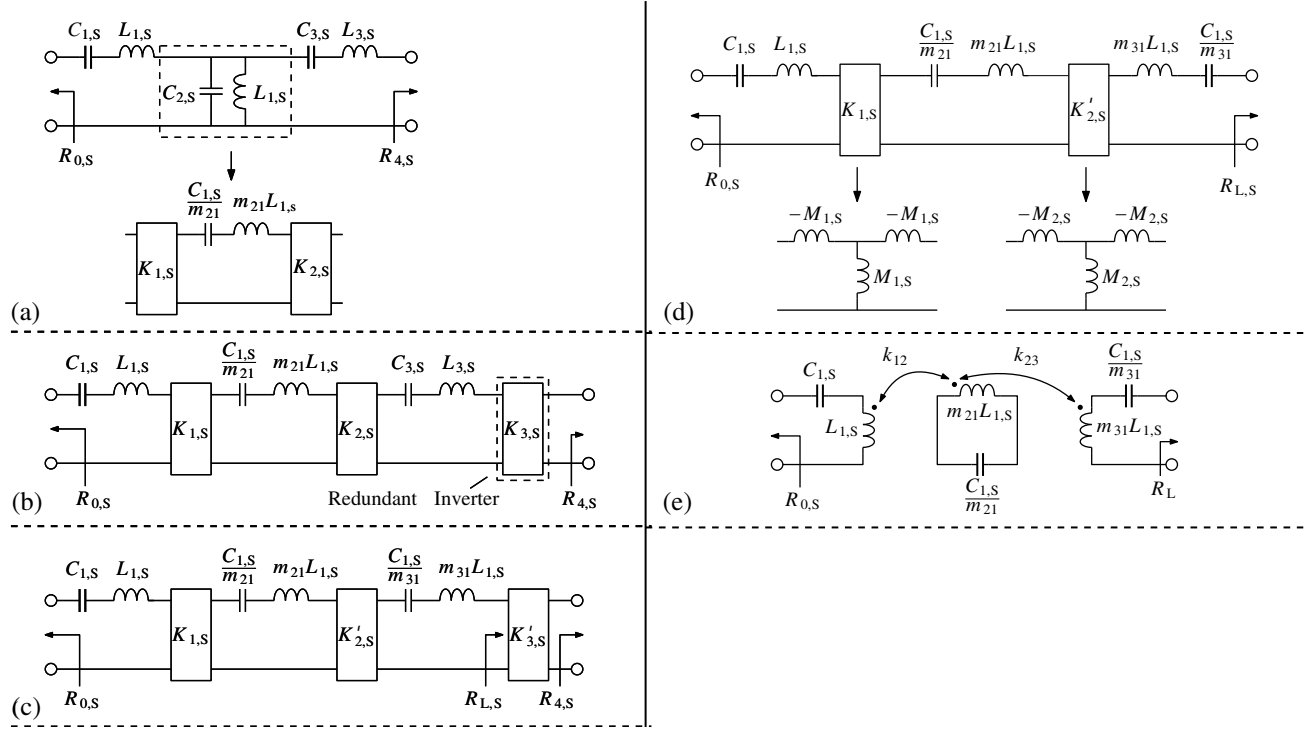 C1,S L1,S C3,S L3,S
C2,S L1,S
R0,S R4,S
C1,S/m21 m21L1,s
K1,S K2,S
(a)
C1,S L1,S C1,S/m21 m21L1,S C3,S L3,S
K1,S K2,S K3,S
R0,S Redundant Inverter R4,S
(b)
C1,S L1,S C1,S/m21 m21L1,S C1,S/m31 m31L1,S
K1,S K′2,S K′3,S
R0,S RL,S R4,S
(c)
C1,S L1,S C1,S/m21 m21L1,S m31L1,S C1,S/m31
K1,S K′2,S
R0,S RL,S
−M1,S −M1,S −M2,S −M2,S
M1,S M2,S
(d)
k12 k23
C1,S C1,S/m31
L1,S m21L1,S m31L1,S
C1,S/m21
R0,S RL
(e)